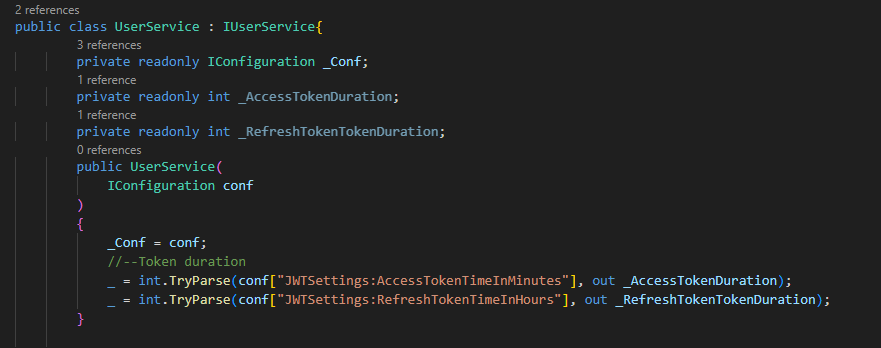 2 references
public class UserService : IUserService{
3 references
private readonly IConfiguration _Conf;
1 reference
private readonly int _AccessTokenDuration;
1 reference
private readonly int _RefreshTokenTokenDuration;
0 references
public UserService(
IConfiguration conf
)
{
_Conf = conf;
//--Token duration
_ = int.TryParse(conf["JWTSettings:AccessTokenTimeInMinutes"], out _AccessTokenDuration);
_ = int.TryParse(conf["JWTSettings:RefreshTokenTimeInHours"], out _RefreshTokenTokenDuration);
}